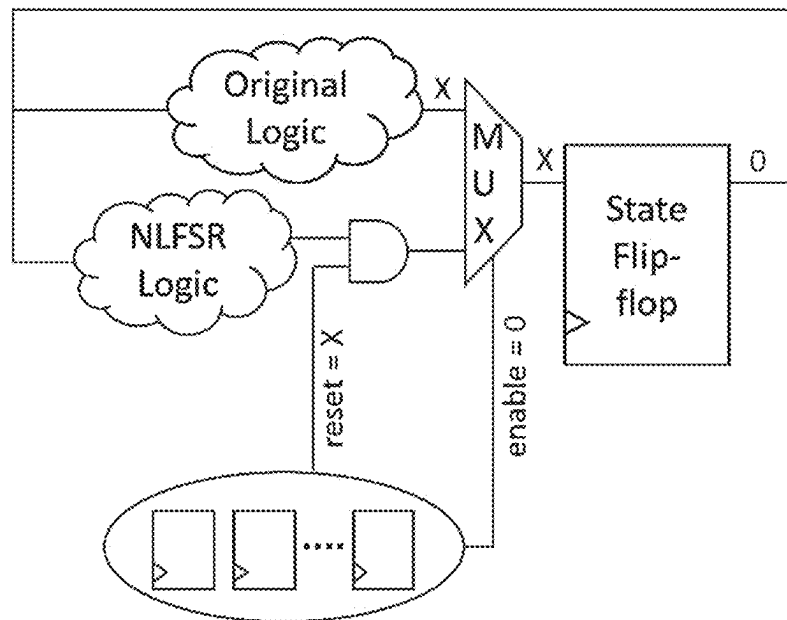 Original
Logic
X
M
U
X
X
0
State
Flip-
flop
NLFSR
Logic
reset = X
enable = 0